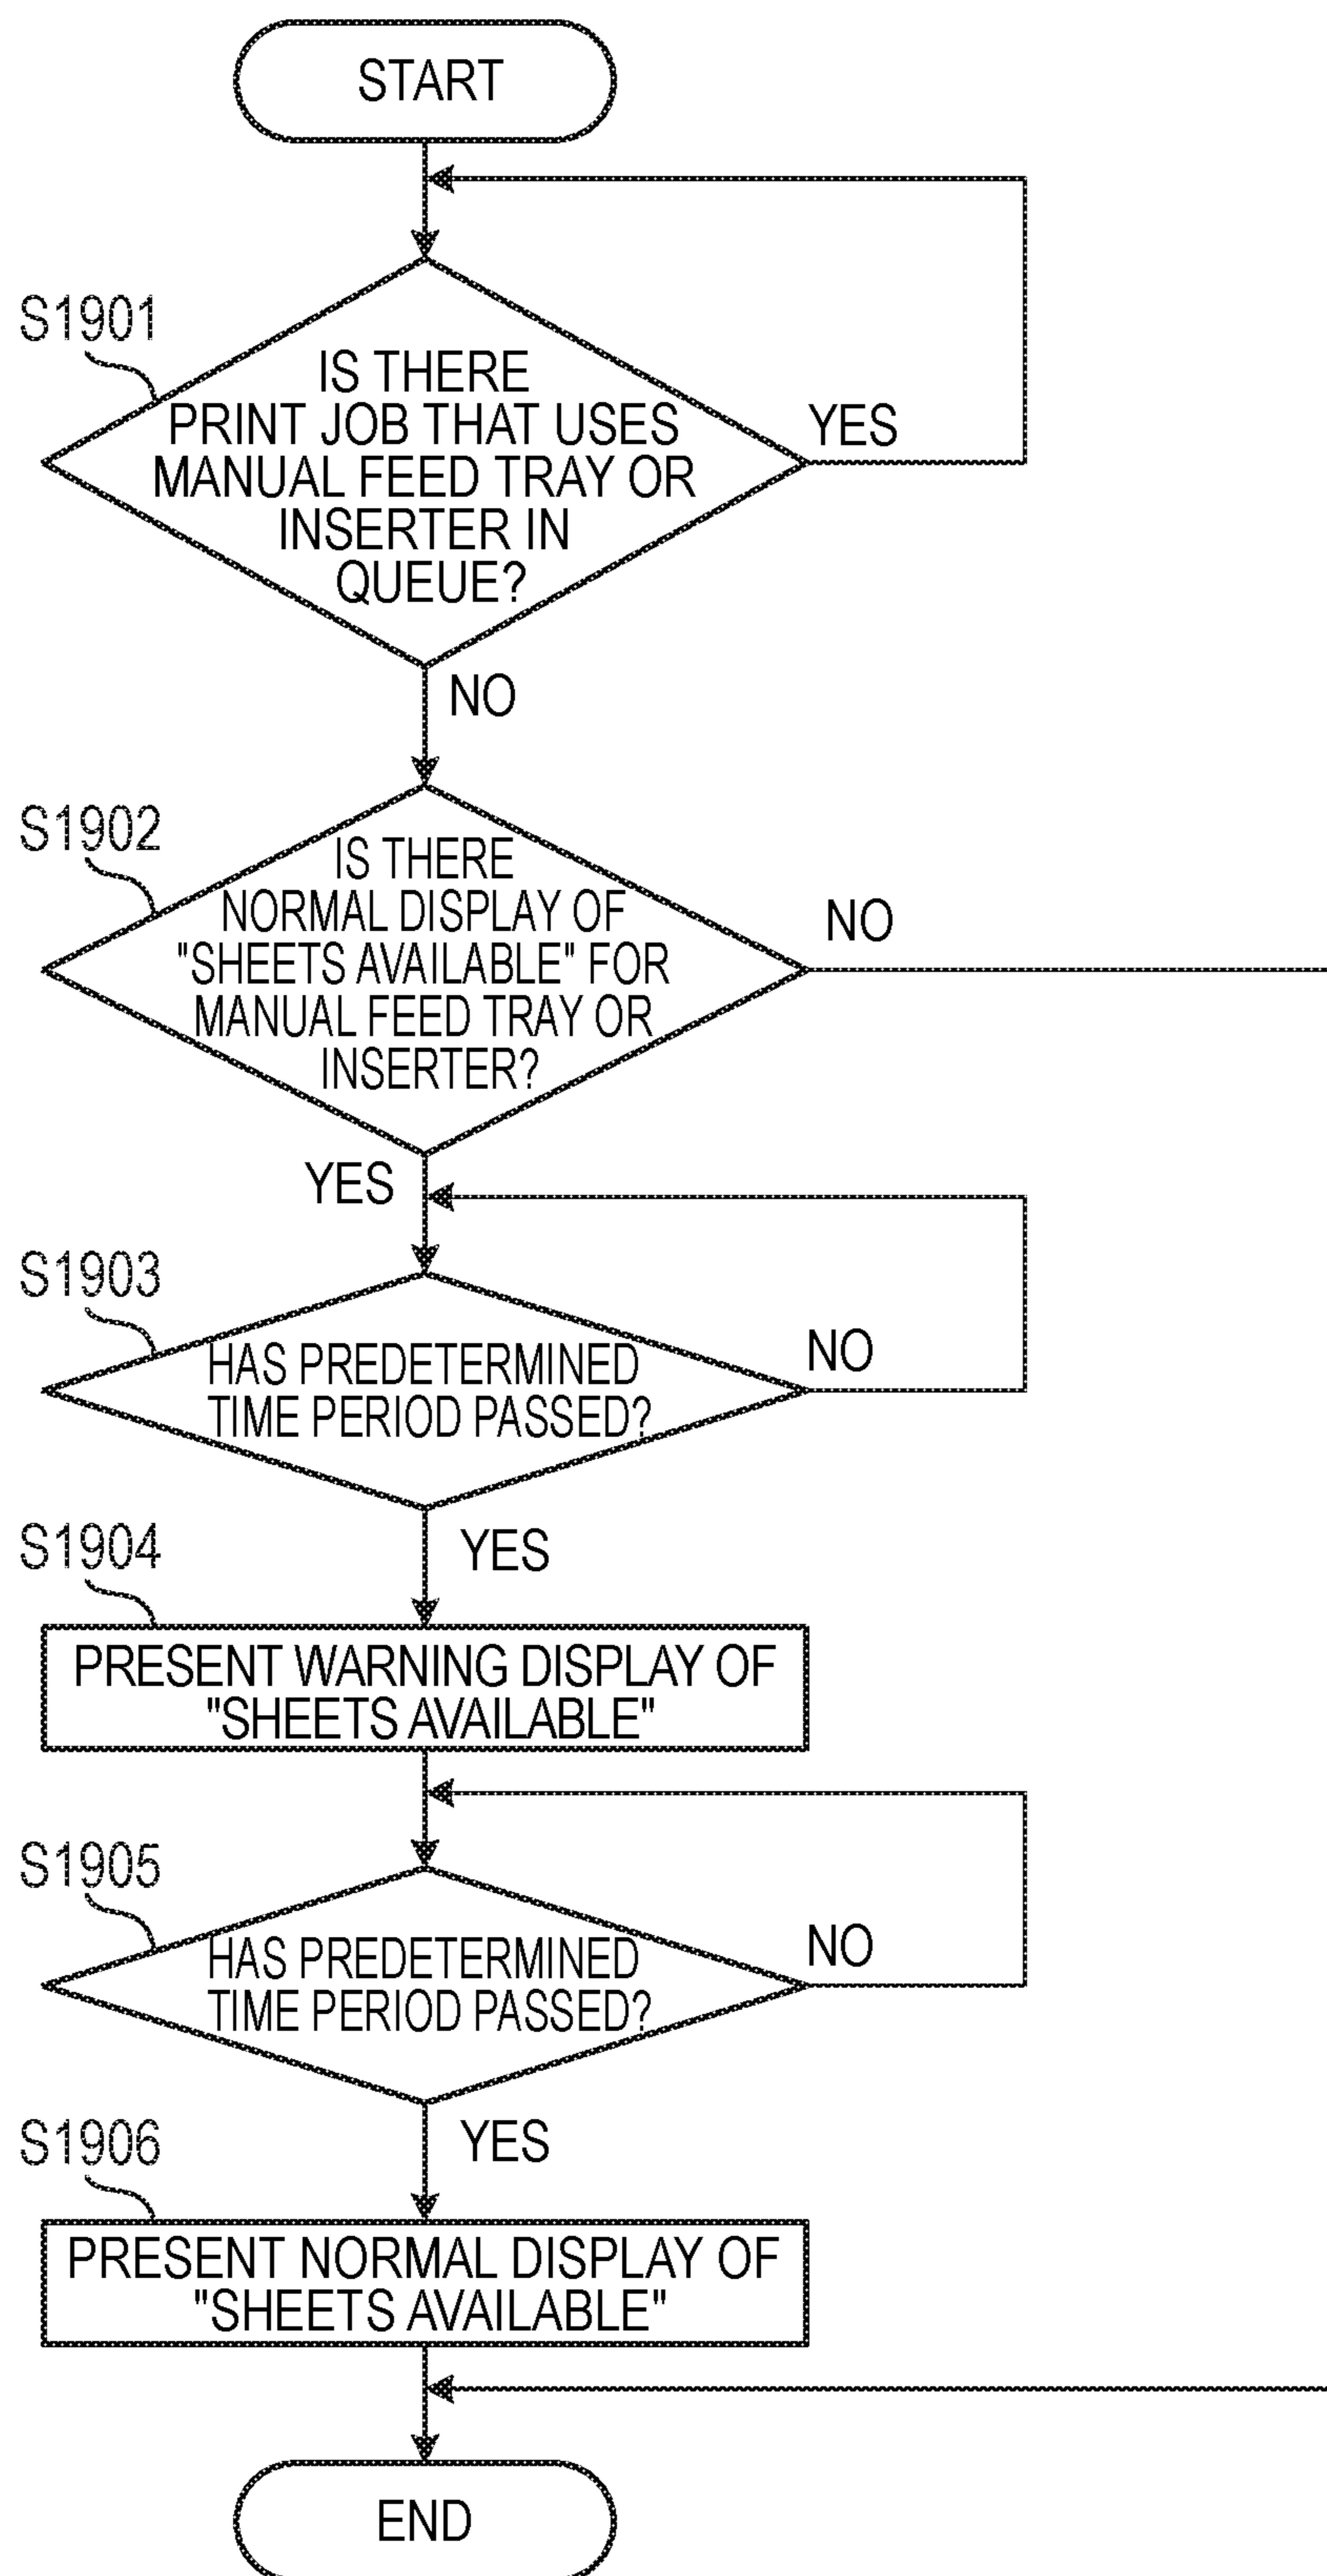 START
S1901
IS THERE
PRINT JOB THAT USES
MANUAL FEED TRAY OR
INSERTER IN
QUEUE?
YES
NO
S1902
IS THERE
NORMAL DISPLAY OF
"SHEETS AVAILABLE" FOR
MANUAL FEED TRAY OR
INSERTER?
NO
YES
S1903
HAS PREDETERMINED
TIME PERIOD PASSED?
NO
YES
S1904
PRESENT WARNING DISPLAY OF
"SHEETS AVAILABLE"
S1905
HAS PREDETERMINED
TIME PERIOD PASSED?
NO
YES
S1906
PRESENT NORMAL DISPLAY OF
"SHEETS AVAILABLE"
END